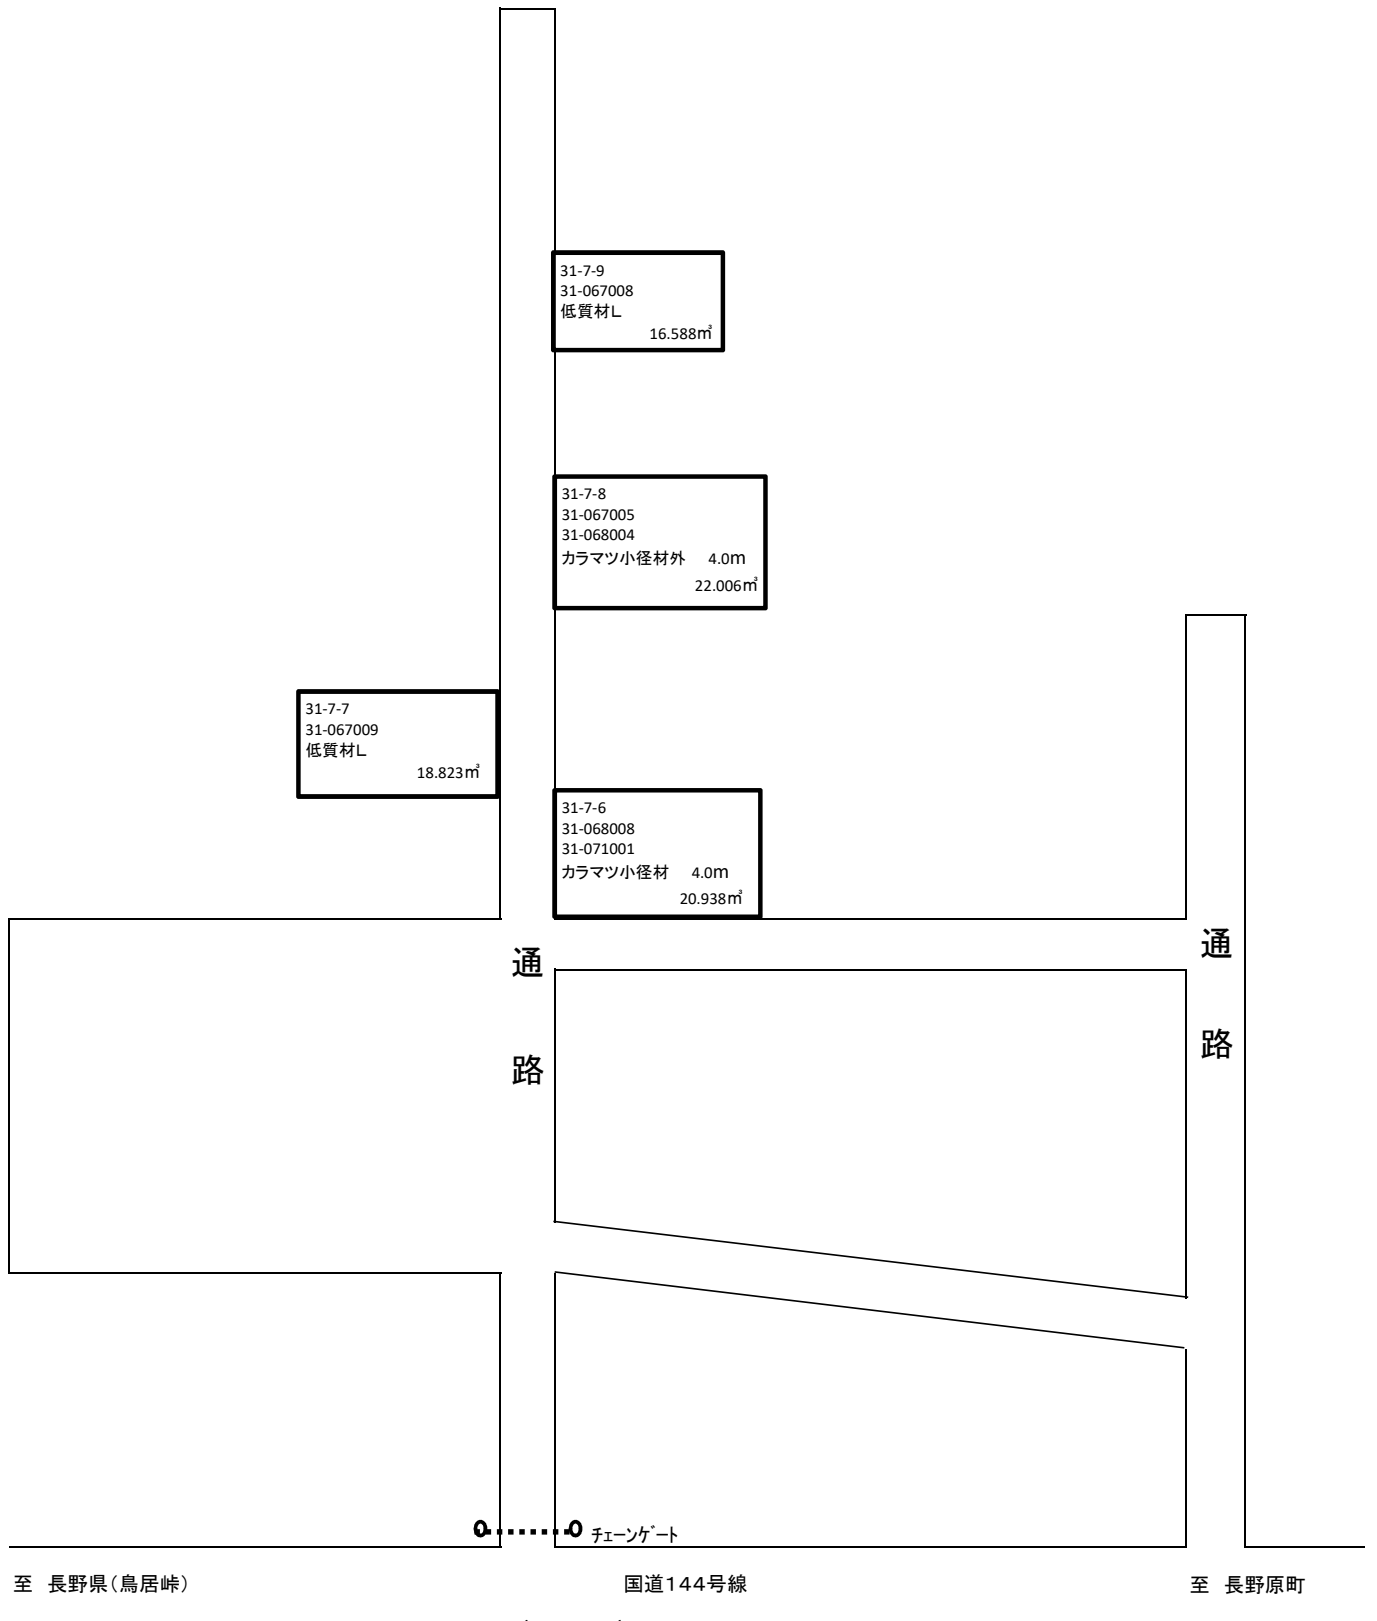 31-7-9
31-067008
低質材L
16.588㎥
31-7-8
31-067005
31-068004
カラマツ小径材外　4.0m
22.006㎥
31-7-7
31-067009
低質材L
18.823㎥
31-7-6
31-068008
31-071001
カラマツ小径材　4.0m
20.938㎥
通
路
通
路
チェーンゲート
至　長野県（鳥居峠）
国道144号線
至　長野原町